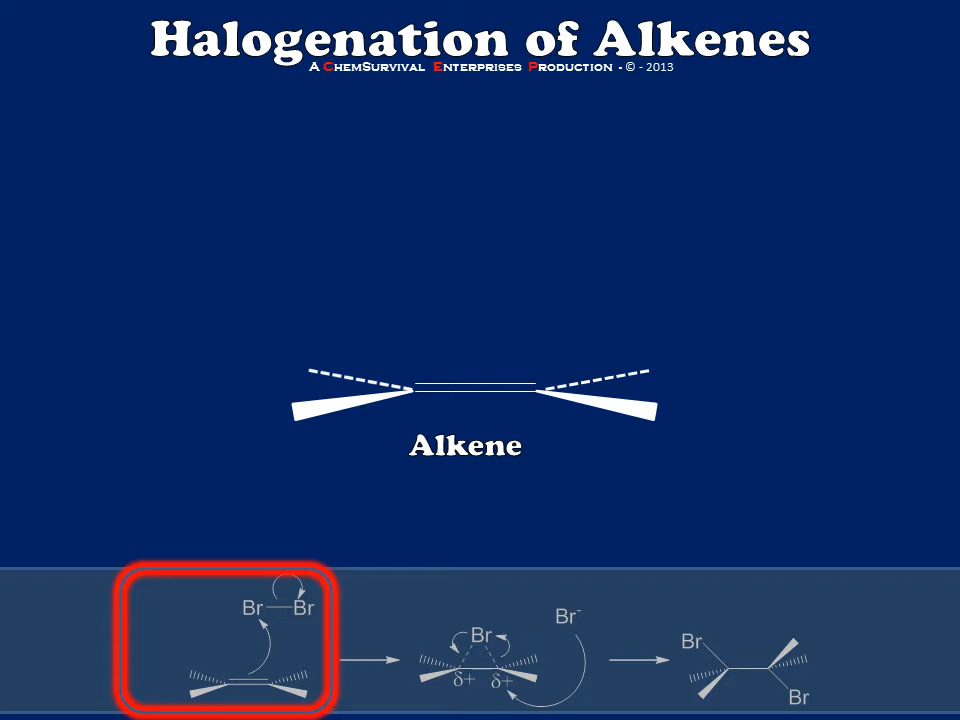 Halogenation of Alkenes
A ChemSurvival Enterprises Production - © - 2013
Alkene
Br Br
Br-
Br
Br
δ+ δ+
Br